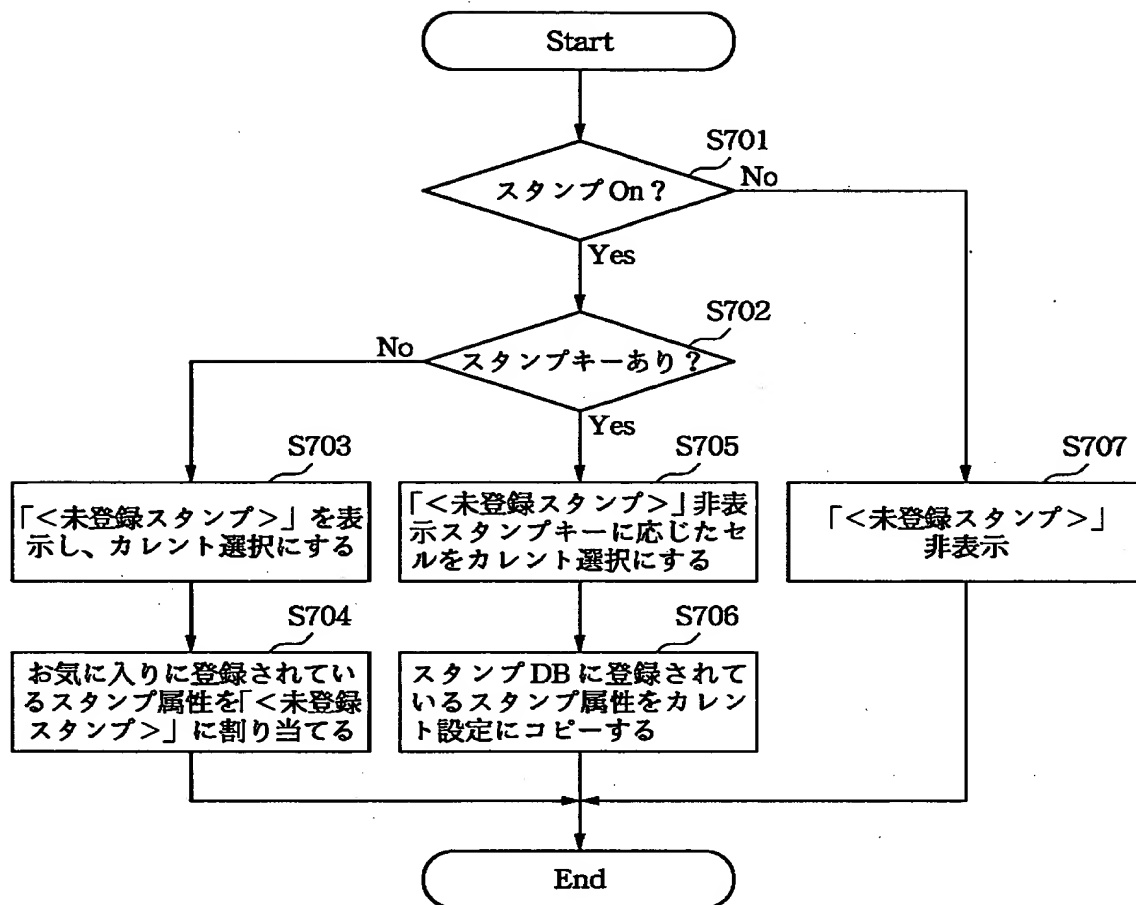 Start
S701
スタンプ On？
No
Yes
S702
No
スタンプキーあり？
Yes
S703
「＜未登録スタンプ＞」を表
示し、カレント選択にする
S705
「＜未登録スタンプ＞」非表
示スタンプキーに応じたセ
ルをカレント選択にする
S707
「＜未登録スタンプ＞」
非表示
S704
お気に入りに登録されてい
るスタンプ属性を「＜未登録
スタンプ＞」に割り当てる
S706
スタンプ DB に登録されて
いるスタンプ属性をカレ
ント設定にコピーする
End